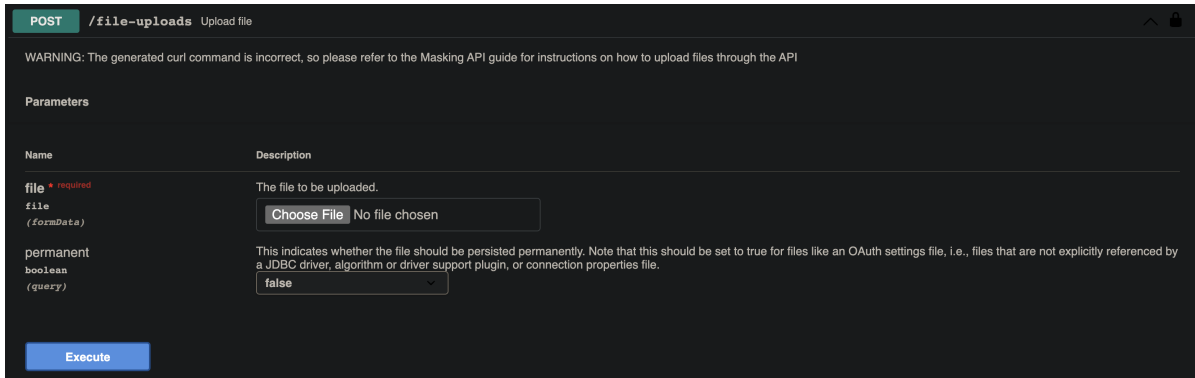 POST /file-uploads Upload file
WARNING: The generated curl command is incorrect, so please refer to the Masking API guide for instructions on how to upload files through the API
Parameters
Name Description
file * required The file to be uploaded.
file Choose File No file chosen
(formData)
permanent This indicates whether the file should be persisted permanently. Note that this should be set to true for files like an OAuth settings file, i.e., files that are not explicitly referenced by
boolean a JDBC driver, algorithm or driver support plugin, or connection properties file.
(query) false
Execute